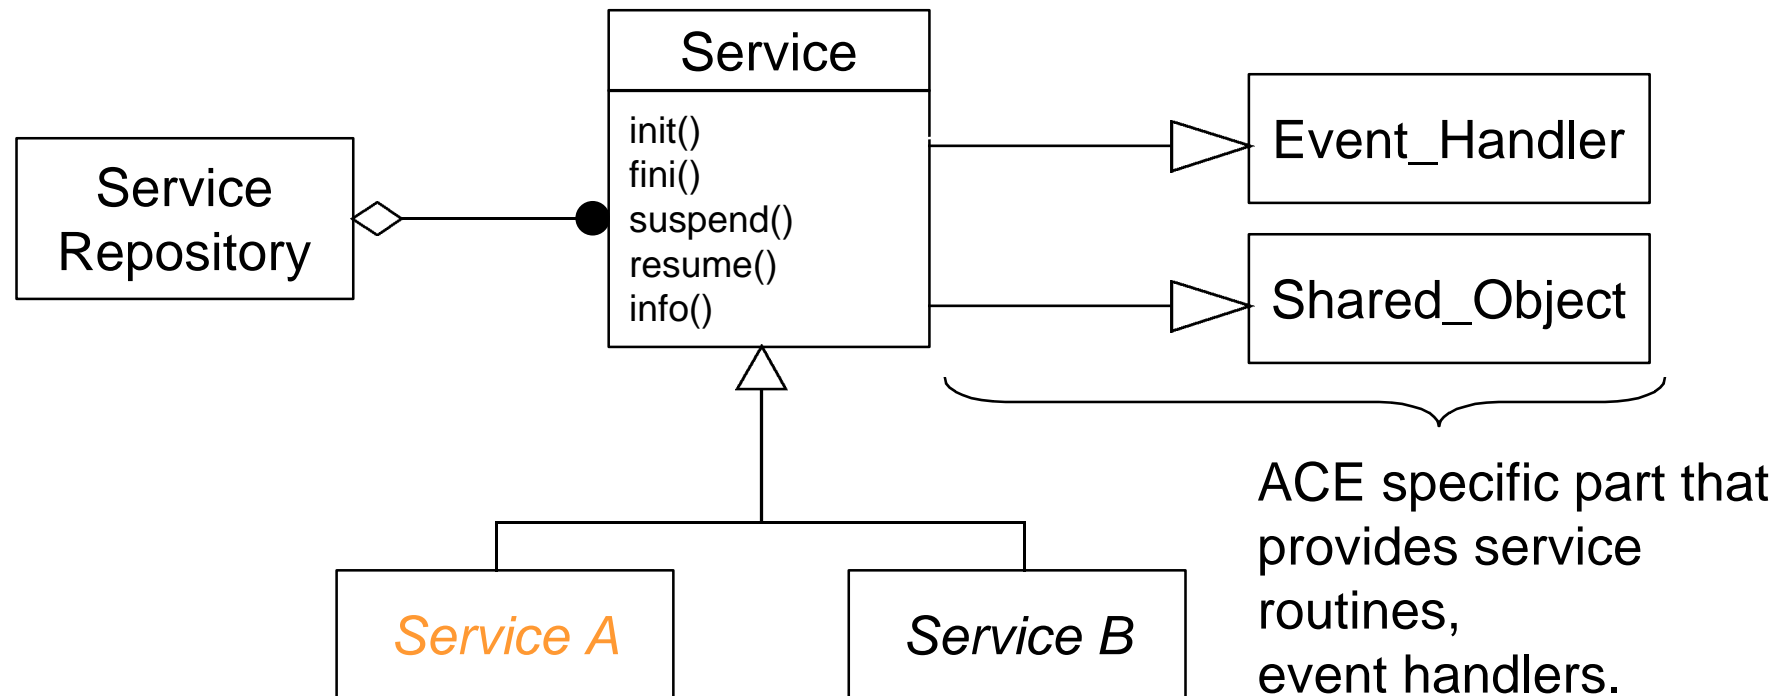 Service
init()
fini()
suspend()
resume()
info()
Service
Repository
Event_Handler
Shared_Object
Service A
Service B
ACE specific part that
provides service
routines,
event handlers,